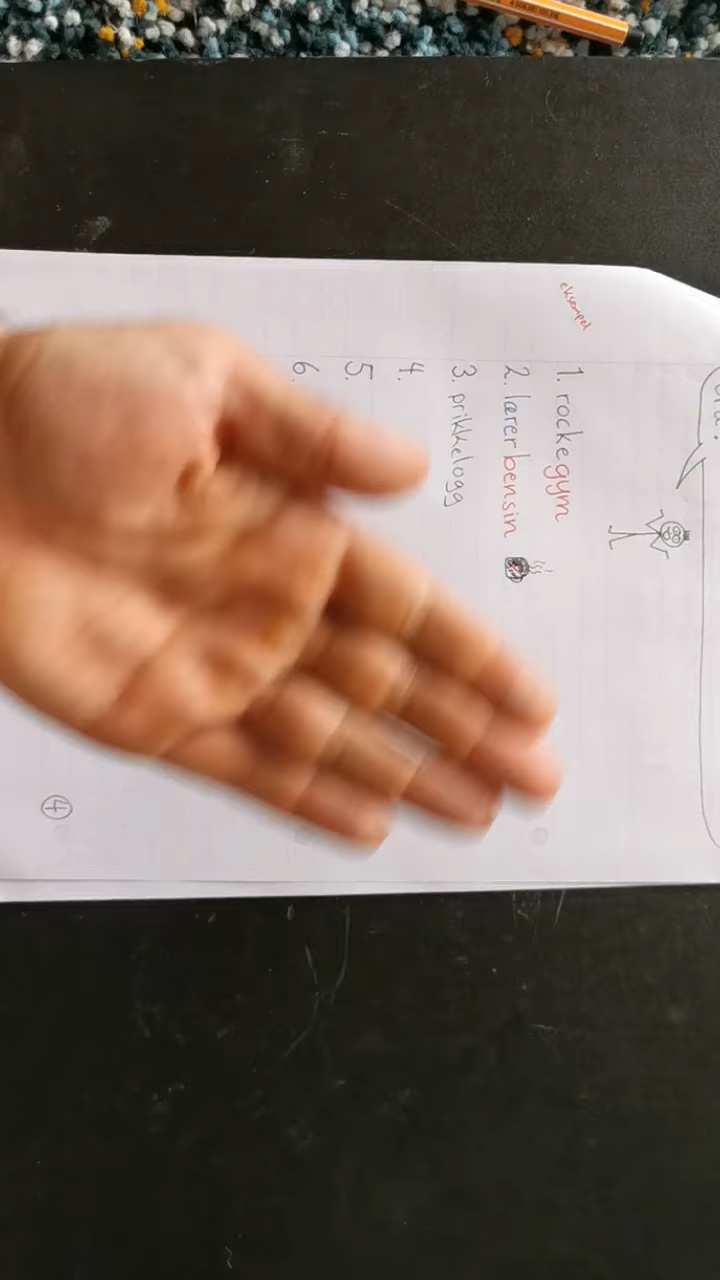 eksempel
1. rockegym
2. lærerbensin
3. prikkelogg
4.
5.
6.
4